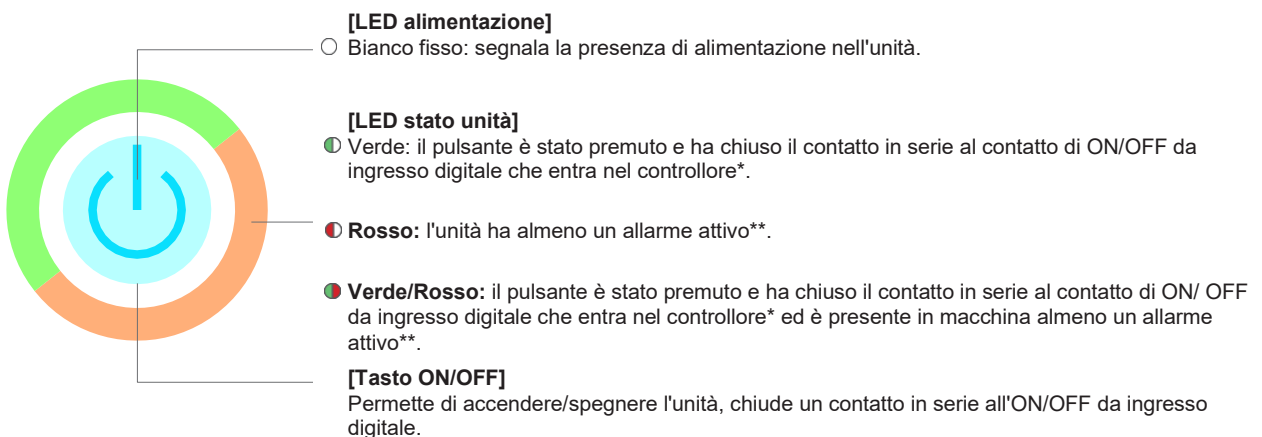 [LED alimentazione]
Bianco fisso: segnala la presenza di alimentazione nell'unità.
[LED stato unità]
Verde: il pulsante è stato premuto e ha chiuso il contatto in serie al contatto di ON/OFF da
ingresso digitale che entra nel controllore*.
Rosso: l'unità ha almeno un allarme attivo**.
Verde/Rosso: il pulsante è stato premuto e ha chiuso il contatto in serie al contatto di ON/ OFF
da ingresso digitale che entra nel controllore* ed è presente in macchina almeno un allarme
attivo**.
[Tasto ON/OFF]
Permette di accendere/spegnere l'unità, chiude un contatto in serie all'ON/OFF da ingresso
digitale.